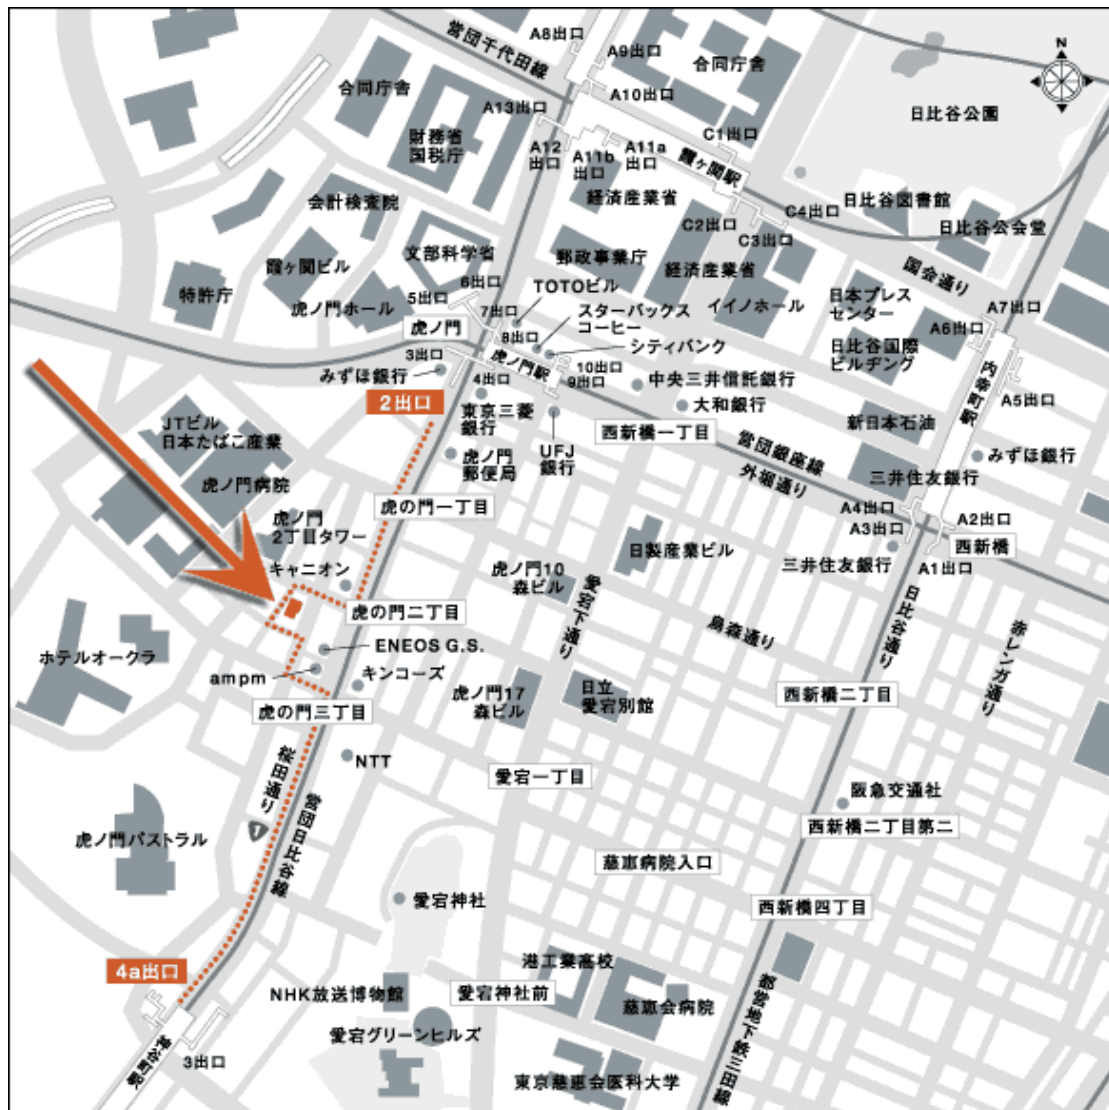 A8出口
営団千代田線
A9出口
合同庁舎
合同庁舎
N
A10出口
A13出口
日比谷公園
財務省
国税庁
C1出口
A12
出口
A11b
出口
A11a
出口
霞ヶ関駅
会計検査院
経済産業省
C4出口
日比谷図書館
C2出口
C3出口
日比谷公会堂
文部科学省
郵政事業庁
経済産業省
国会通り
霞ヶ関ビル
特許庁
6出口
5出口
TOTOビル
虎ノ門ホール
7出口
スターバックス
コーヒー
イイノホール
日本プレス
センター
A7出口
A6出口
虎ノ門
8出口
シティバンク
日比谷国際
ビルヂング
3出口
虎ノ門駅
10出口
みずほ銀行
4出口
9出口
中央三井信託銀行
内幸町駅
A5出口
2出口
東京三菱
銀行
大和銀行
JTビル
日本たばこ産業
UFJ
銀行
西新橋一丁目
営団銀座線
新日本石油
虎ノ門
郵便局
外堀通り
みずほ銀行
虎ノ門病院
三井住友銀行
虎の門一丁目
A4出口
A2出口
虎ノ門
2丁目タワー
A3出口
日製産業ビル
西新橋
キャニオン
虎ノ門10
森ビル
三井住友銀行
A1出口
愛宕下通り
日比谷通り
虎の門二丁目
烏森通り
赤レンガ通り
ENEOS G.S.
ホテルオークラ
ampm
キンコーズ
虎ノ門17
森ビル
日立
愛宕別館
西新橋二丁目
虎の門三丁目
桜田通り
NTT
愛宕一丁目
1
営団日比谷線
阪急交通社
虎ノ門パストラル
西新橋二丁目第二
慈恵病院入口
愛宕神社
西新橋四丁目
4a出口
港工業高校
NHK放送博物館
愛宕神社前
慈恵会病院
都営地下鉄三田線
愛宕グリーンヒルズ
3出口
神谷町駅
東京慈恵会医科大学